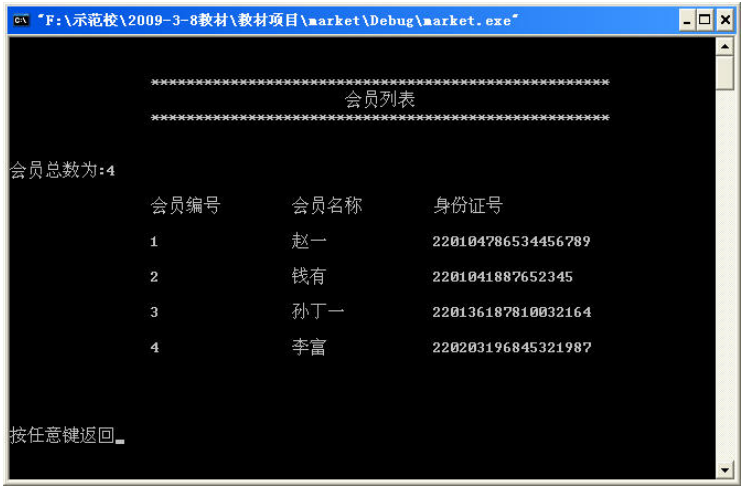 "F:\示范校\2009-3-8教材\教材项目\market\Debug\market.exe"
****************************************************
会员列表
****************************************************
会员总数为:4
会员编号 会员名称 身份证号
1 赵一 220104786534456789
2 钱有 2201041887652345
3 孙丁一 220136187810032164
4 李富 220203196845321987
按任意键返回_